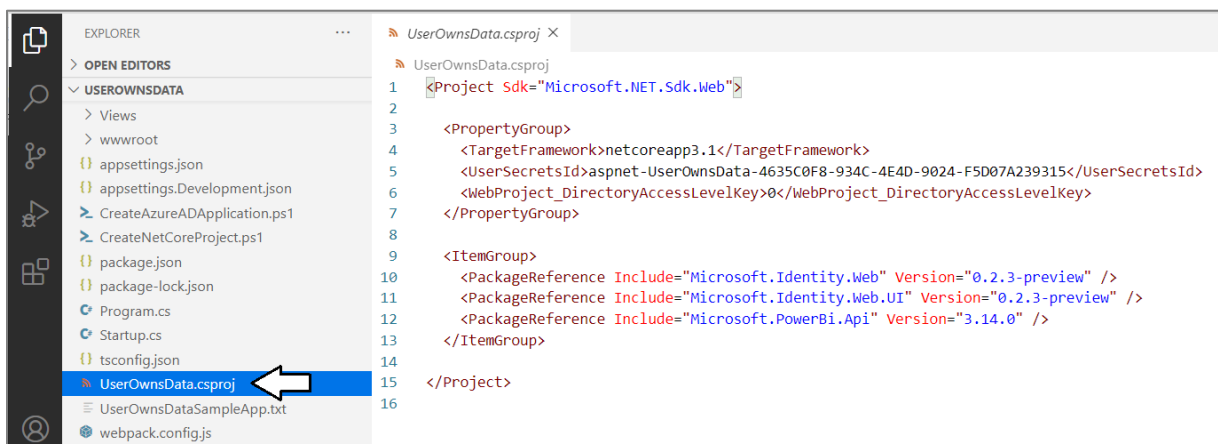 EXPLORER
...
OPEN EDITORS
USEROWNSDATA
Views
wwwroot
{} appsettings.json
{} appsettings.Development.json
CreateAzureADApplication.ps1
CreateNetCoreProject.ps1
{} package.json
{} package-lock.json
C# Program.cs
C# Startup.cs
{} tsconfig.json
UserOwnsData.csproj
UserOwnsDataSampleApp.txt
webpack.config.js
UserOwnsData.csproj
UserOwnsData.csproj
1 <Project Sdk="Microsoft.NET.Sdk.Web">
2
3 <PropertyGroup>
4 <TargetFramework>netcoreapp3.1</TargetFramework>
5 <UserSecretsId>aspnet-UserOwnsData-4635C0F8-934C-4E4D-9024-F5D07A239315</UserSecretsId>
6 <WebProject_DirectoryAccessLevelKey>0</WebProject_DirectoryAccessLevelKey>
7 </PropertyGroup>
8
9 <ItemGroup>
10 <PackageReference Include="Microsoft.Identity.Web" Version="0.2.3-preview" />
11 <PackageReference Include="Microsoft.Identity.Web.UI" Version="0.2.3-preview" />
12 <PackageReference Include="Microsoft.PowerBi.Api" Version="3.14.0" />
13 </ItemGroup>
14
15 </Project>
16